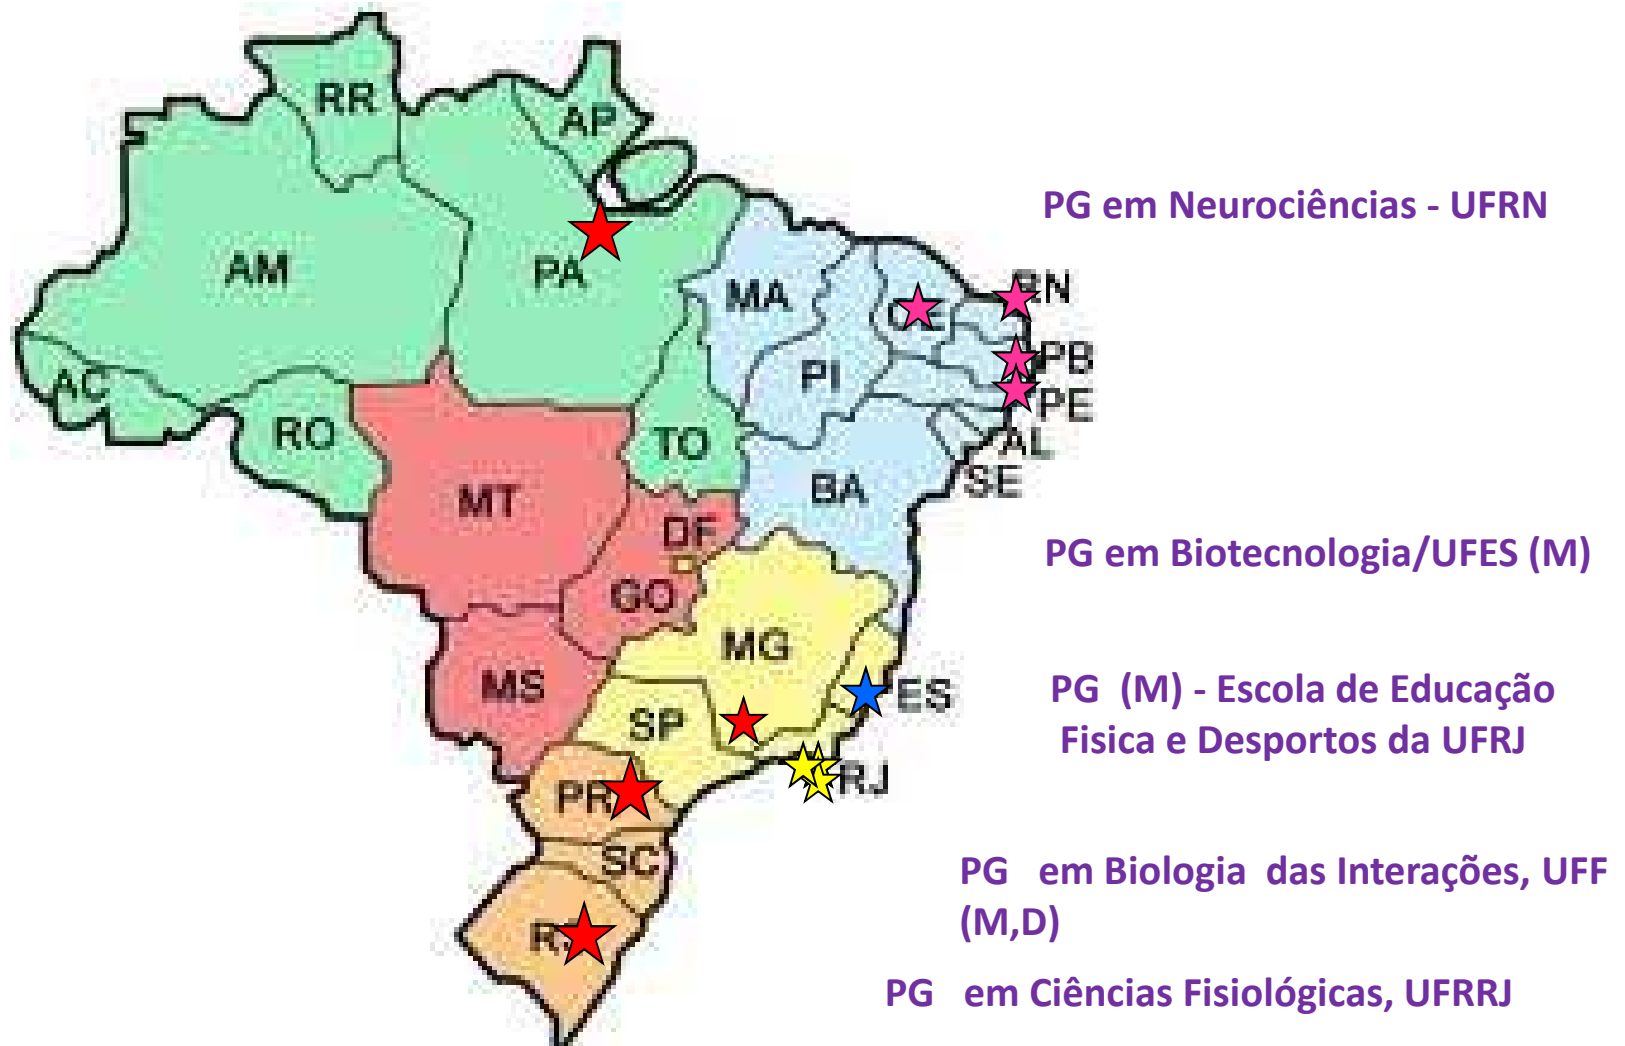 RR
AP
PG em Neurociências - UFRN
AM
PA
MA
PB
PI
AC
PE
RO
TO
AL
SE
BA
MT
DF
PG em Biotecnologia/UFES (M)
GO
MG
MS
ES
PG (M) - Escola de Educação
Fisica e Desportos da UFRJ
SP
RJ
PR
SC
PG em Biologia das Interações, UFF
(M,D)
PG em Ciências Fisiológicas, UFRRJ